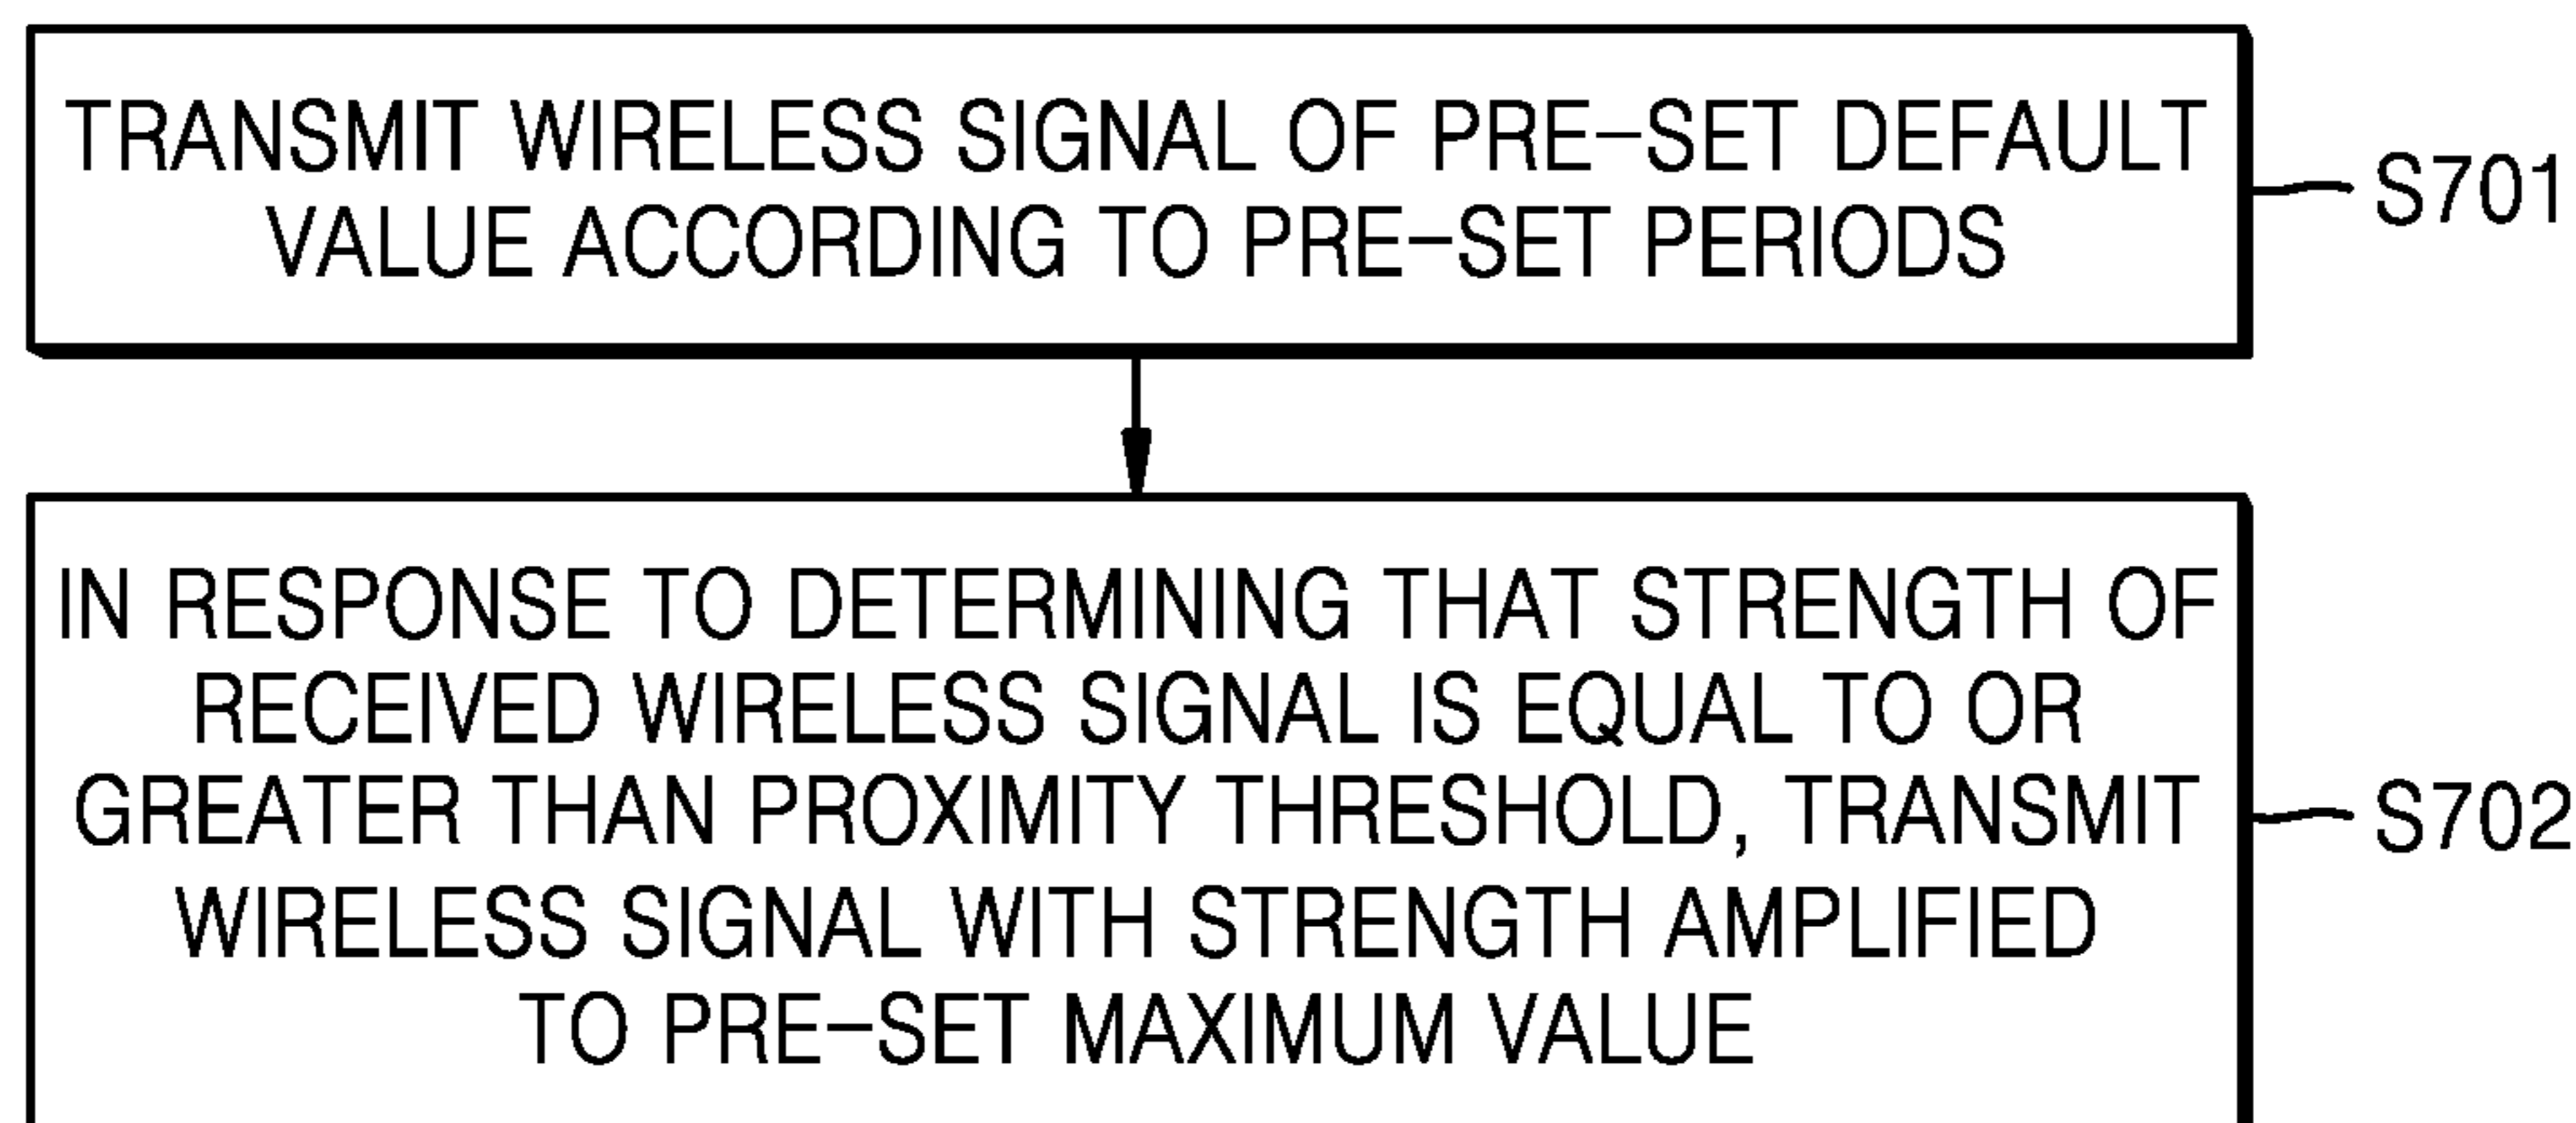 TRANSMIT WIRELESS SIGNAL OF PRE-SET DEFAULT
VALUE ACCORDING TO PRE-SET PERIODS
S701
IN RESPONSE TO DETERMINING THAT STRENGTH OF
RECEIVED WIRELESS SIGNAL IS EQUAL TO OR
GREATER THAN PROXIMITY THRESHOLD, TRANSMIT
WIRELESS SIGNAL WITH STRENGTH AMPLIFIED
TO PRE-SET MAXIMUM VALUE
S702